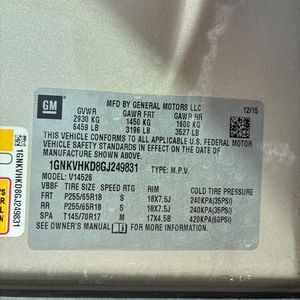 GM
MFD BY GENERAL MOTORS LLC 12/15
GVWR GAWR FRT GAWR RR
2930 KG 1450 KG 1600 KG
6459 LB 3196 LB 3527 LB
THIS VEHICLE CONFORMS TO ALL APPLICABLE U.S. FEDERAL MOTOR
VEHICLE SAFETY STANDARDS IN EFFECT ON THE DATE OF
MANUFACTURE SHOWN ABOVE.
1GNKVHKD8GJ249831 TYPE: M.P.V.
MODEL: V14526
VBBF TIRE SIZE SPEED RTG RIM COLD TIRE PRESSURE
FRT P255/65R18 S 18X7.5J 240KPA(35PSI)
RR P255/65R18 S 18X7.5J 240KPA(35PSI)
SPA T145/70R17 M 17X4.5B 420KPA(60PSI)
SEE OWNER'S MANUAL FOR MORE INFORMATION.
1GNKVHKD8GJ249831